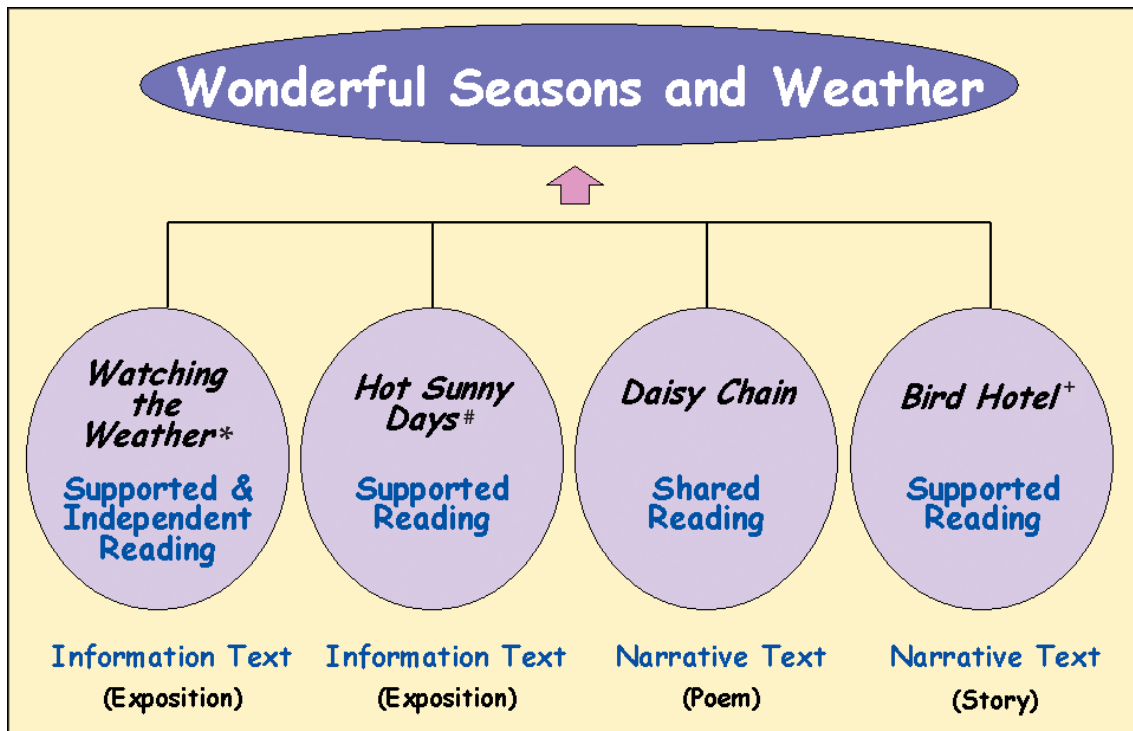 Wonderful Seasons and Weather
Watching
the
Weather*
Supported &
Independent
Reading
Information Text
(Exposition)
Hot Sunny
Days#
Supported
Reading
Information Text
(Exposition)
Daisy Chain
Shared
Reading
Narrative Text
(Poem)
Bird Hotel+
Supported
Reading
Narrative Text
(Story)